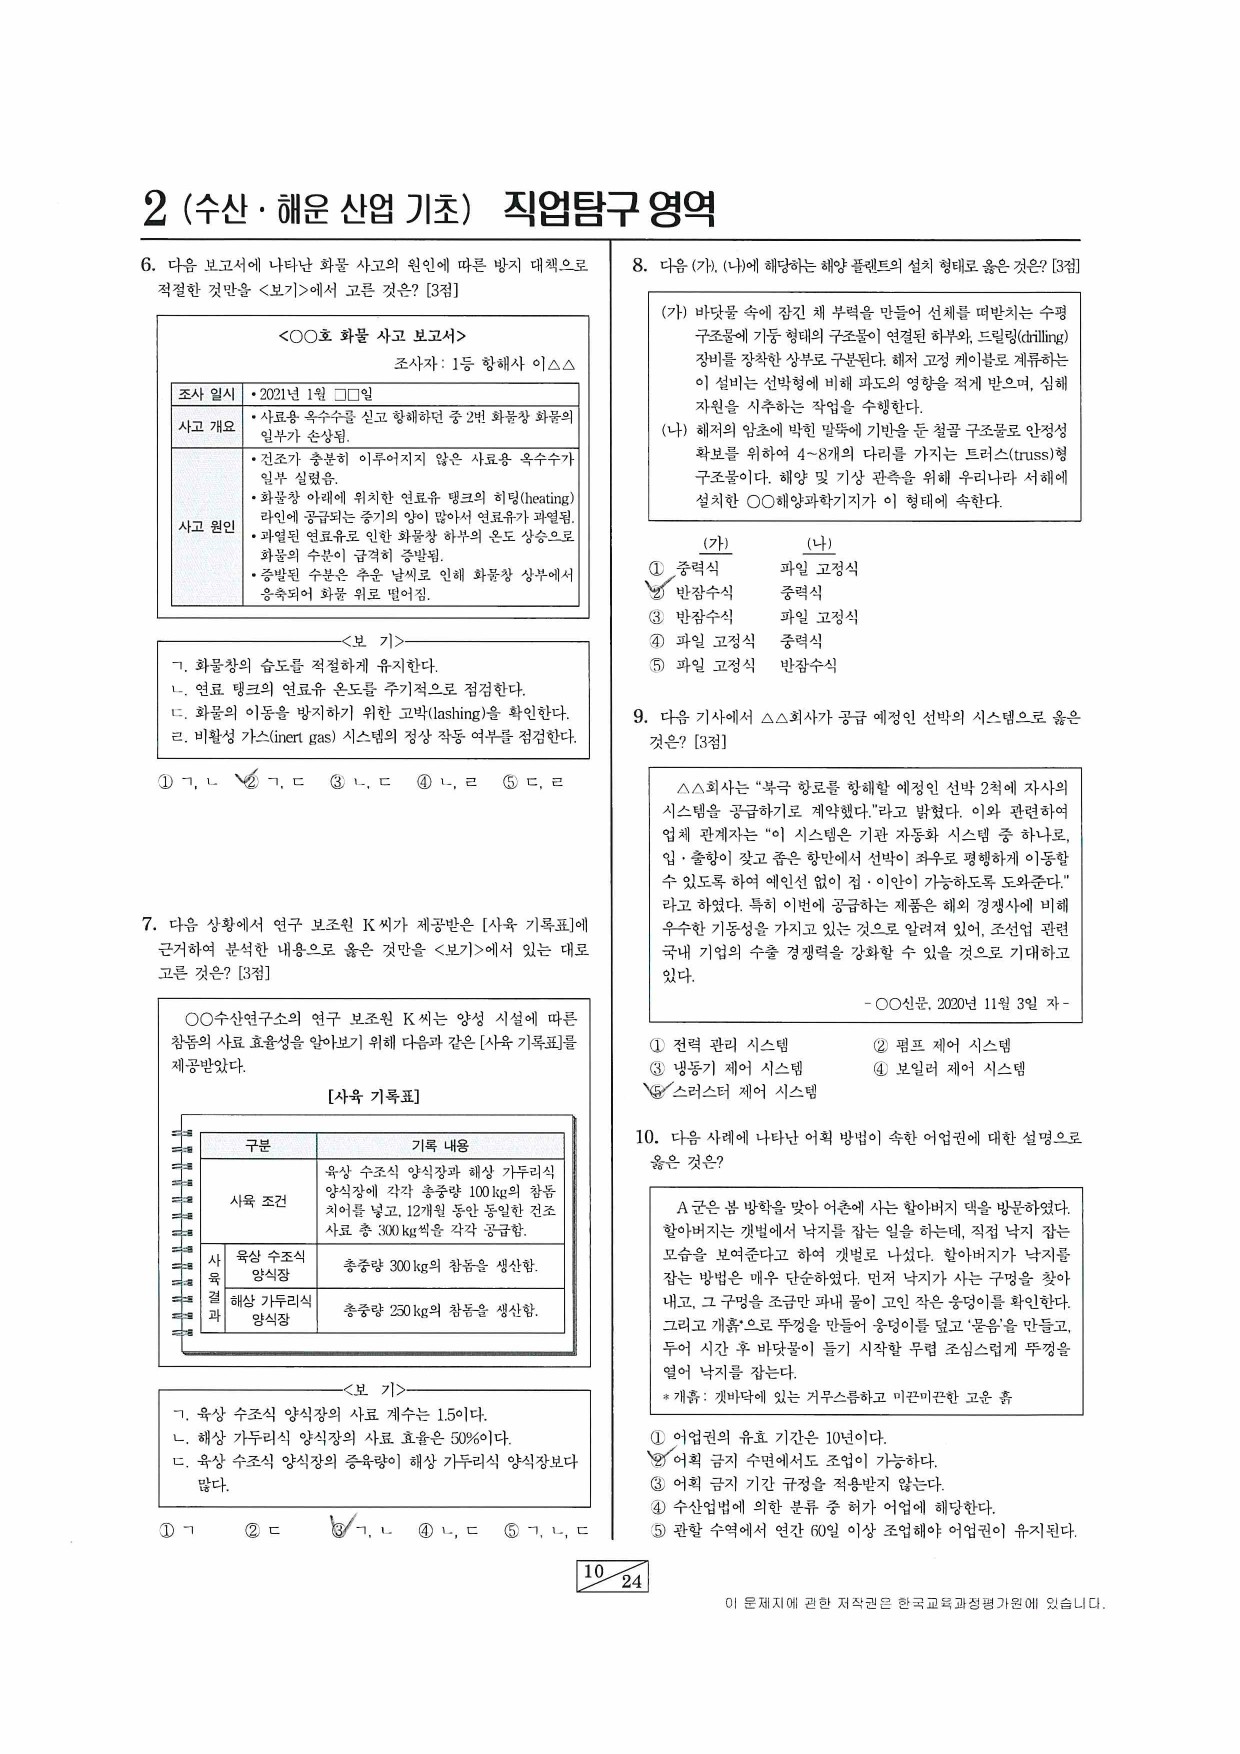 2 (수산・해운 산업 기초) 직업탐구 영역
6. 다음 보고서에 나타난 화물 사고의 원인에 따른 방지 대책으로
적절한 것만을 <보기>에서 고른 것은? [3점]
<○○호 화물 사고 보고서>
조사자 : 1등 항해사 이△△
조사 일시 • 2021년 1월 □□일
사고 개요 • 사료용 옥수수를 싣고 항해하던 중 2번 화물창 화물의
일부가 손상됨.
사고 원인 • 건조가 충분히 이루어지지 않은 사료용 옥수수가
일부 실렸음.
• 화물창 아래에 위치한 연료유 탱크의 히팅(heating)
라인에 공급되는 증기의 양이 많아서 연료유가 과열됨.
• 과열된 연료유로 인한 화물창 하부의 온도 상승으로
화물의 수분이 급격히 증발됨.
• 증발된 수분은 추운 날씨로 인해 화물창 상부에서
응축되어 화물 위로 떨어짐.
<보 기>
ㄱ. 화물창의 습도를 적절하게 유지한다.
ㄴ. 연료 탱크의 연료유 온도를 주기적으로 점검한다.
ㄷ. 화물의 이동을 방지하기 위한 고박(lashing)을 확인한다.
ㄹ. 비활성 가스(inert gas) 시스템의 정상 작동 여부를 점검한다.
① ㄱ, ㄴ ② ㄱ, ㄷ ③ ㄴ, ㄷ ④ ㄴ, ㄹ ⑤ ㄷ, ㄹ
7. 다음 상황에서 연구 보조원 K씨가 제공받은 [사육 기록표]에
근거하여 분석한 내용으로 옳은 것만을 <보기>에서 있는 대로
고른 것은? [3점]
○○수산연구소의 연구 보조원 K씨는 양성 시설에 따른
참돔의 사료 효율성을 알아보기 위해 다음과 같은 [사육 기록표]를
제공받았다.
[사육 기록표]
구분 기록 내용
사육 조건 육상 수조식 양식장과 해상 가두리식
양식장에 각각 총중량 100kg의 참돔
치어를 넣고, 12개월 동안 동일한 건조
사료 총 300kg씩을 각각 공급함.
사육결과 육상 수조식 양식장 총중량 300kg의 참돔을 생산함.
해상 가두리식 양식장 총중량 250kg의 참돔을 생산함.
<보 기>
ㄱ. 육상 수조식 양식장의 사료 계수는 1.5이다.
ㄴ. 해상 가두리식 양식장의 사료 효율은 50%이다.
ㄷ. 육상 수조식 양식장의 증육량이 해상 가두리식 양식장보다
많다.
① ㄱ ② ㄷ ③ ㄱ, ㄴ ④ ㄴ, ㄷ ⑤ ㄱ, ㄴ, ㄷ
8. 다음 (가), (나)에 해당하는 해양 플랜트의 설치 형태로 옳은 것은? [3점]
(가) 바닷물 속에 잠긴 채 부력을 만들어 선체를 떠받치는 수평
구조물에 기둥 형태의 구조물이 연결된 하부와, 드릴링(drilling)
장비를 장착한 상부로 구분된다. 해저 고정 케이블로 계류하는
이 설비는 선박형에 비해 파도의 영향을 적게 받으며, 심해
자원을 시추하는 작업을 수행한다.
(나) 해저의 암초에 박힌 말뚝에 기반을 둔 철골 구조물로 안정성
확보를 위하여 4~8개의 다리를 가지는 트러스(truss)형
구조물이다. 해양 및 기상 관측을 위해 우리나라 서해에
설치한 ○○해양과학기지가 이 형태에 속한다.
(가) (나)
① 중력식 파일 고정식
② 반잠수식 중력식
③ 반잠수식 파일 고정식
④ 파일 고정식 중력식
⑤ 파일 고정식 반잠수식
9. 다음 기사에서 △△회사가 공급 예정인 선박의 시스템으로 옳은
것은? [3점]
△△회사는 “북극 항로를 항해할 예정인 선박 2척에 자사의
시스템을 공급하기로 계약했다.”라고 밝혔다. 이와 관련하여
업체 관계자는 “이 시스템은 기관 자동화 시스템 중 하나로,
입・출항이 잦고 좁은 항만에서 선박이 좌우로 평행하게 이동할
수 있도록 하여 예인선 없이 접・이안이 가능하도록 도와준다.”
라고 하였다. 특히 이번에 공급하는 제품은 해외 경쟁사에 비해
우수한 기동성을 가지고 있는 것으로 알려져 있어, 조선업 관련
국내 기업의 수출 경쟁력을 강화할 수 있을 것으로 기대하고
있다.
- ○○신문, 2020년 11월 3일 자 -
① 전력 관리 시스템 ② 펌프 제어 시스템
③ 냉동기 제어 시스템 ④ 보일러 제어 시스템
⑤ 스러스터 제어 시스템
10. 다음 사례에 나타난 어획 방법이 속한 어업권에 대한 설명으로
옳은 것은?
A군은 봄 방학을 맞아 어촌에 사는 할아버지 댁을 방문하였다.
할아버지는 갯벌에서 낙지를 잡는 일을 하는데, 직접 낙지 잡는
모습을 보여준다고 하여 갯벌로 나섰다. 할아버지가 낙지를
잡는 방법은 매우 단순하였다. 먼저 낙지가 사는 구멍을 찾아
내고, 그 구멍을 조금만 파내 물이 고인 작은 웅덩이를 확인한다.
그리고 개흙*으로 뚜껑을 만들어 웅덩이를 덮고 ‘묻음’을 만들고,
두어 시간 후 바닷물이 들기 시작할 무렵 조심스럽게 뚜껑을
열어 낙지를 잡는다.
* 개흙 : 갯바닥에 있는 거무스름하고 미끈미끈한 고운 흙
① 어업권의 유효 기간은 10년이다.
② 어획 금지 수면에서도 조업이 가능하다.
③ 어획 금지 기간 규정을 적용받지 않는다.
④ 수산업법에 의한 분류 중 허가 어업에 해당한다.
⑤ 관할 수역에서 연간 60일 이상 조업해야 어업권이 유지된다.
10 24
이 문제지에 관한 저작권은 한국교육과정평가원에 있습니다.